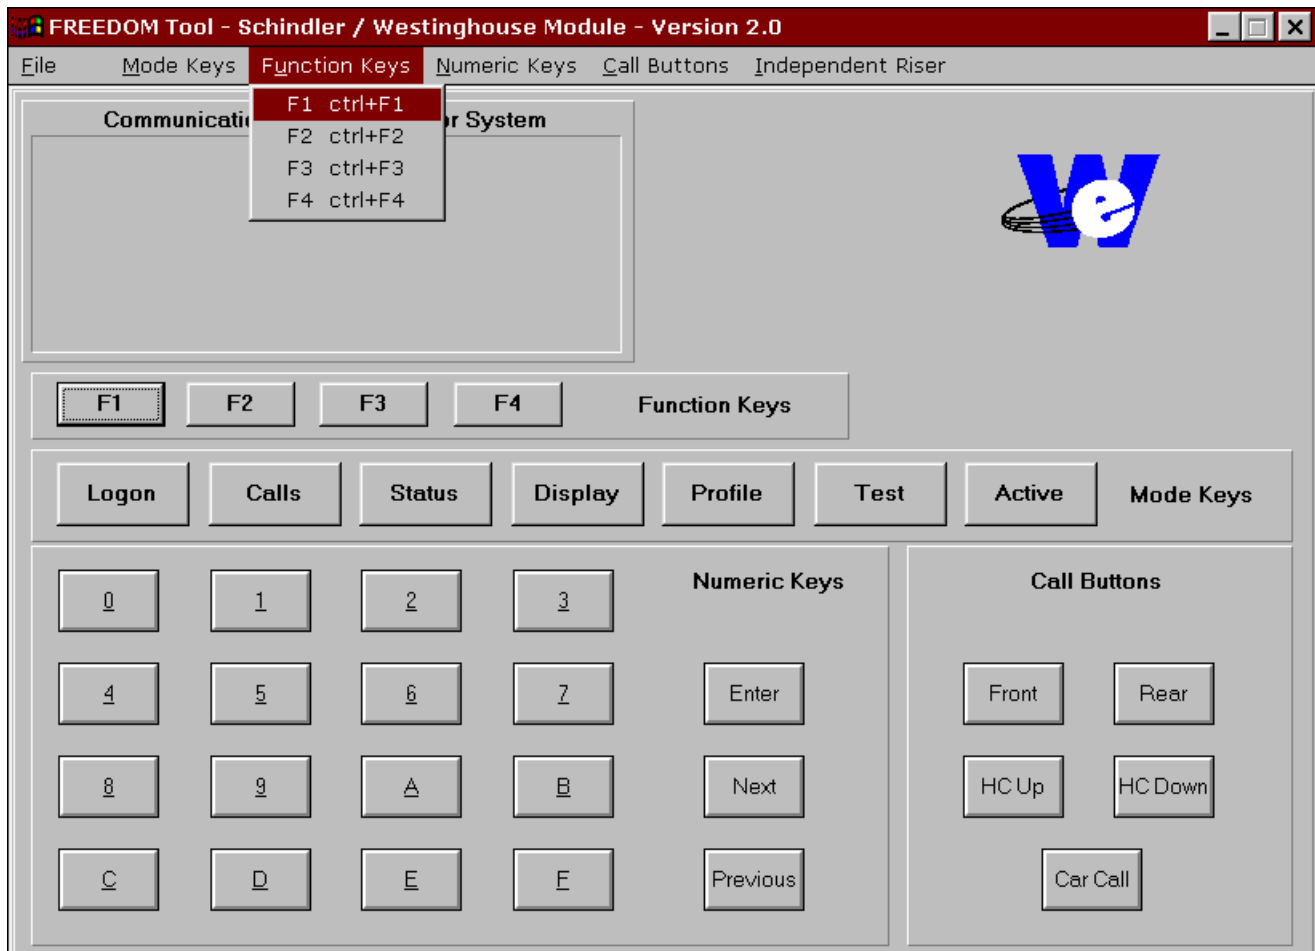 FREEDOM Tool - Schindler / Westinghouse Module - Version 2.0
File Mode Keys Function Keys Numeric Keys Call Buttons Independent Riser
F1 ctrl+F1
F2 ctrl+F2
F3 ctrl+F3
F4 ctrl+F4
System
We
F1 F2 F3 F4 Function Keys
Logon Calls Status Display Profile Test Active Mode Keys
Numeric Keys Call Buttons
0 1 2 3
4 5 6 7 Enter Front Rear
8 9 A B Next HC Up HC Down
C D E F Previous Car Call